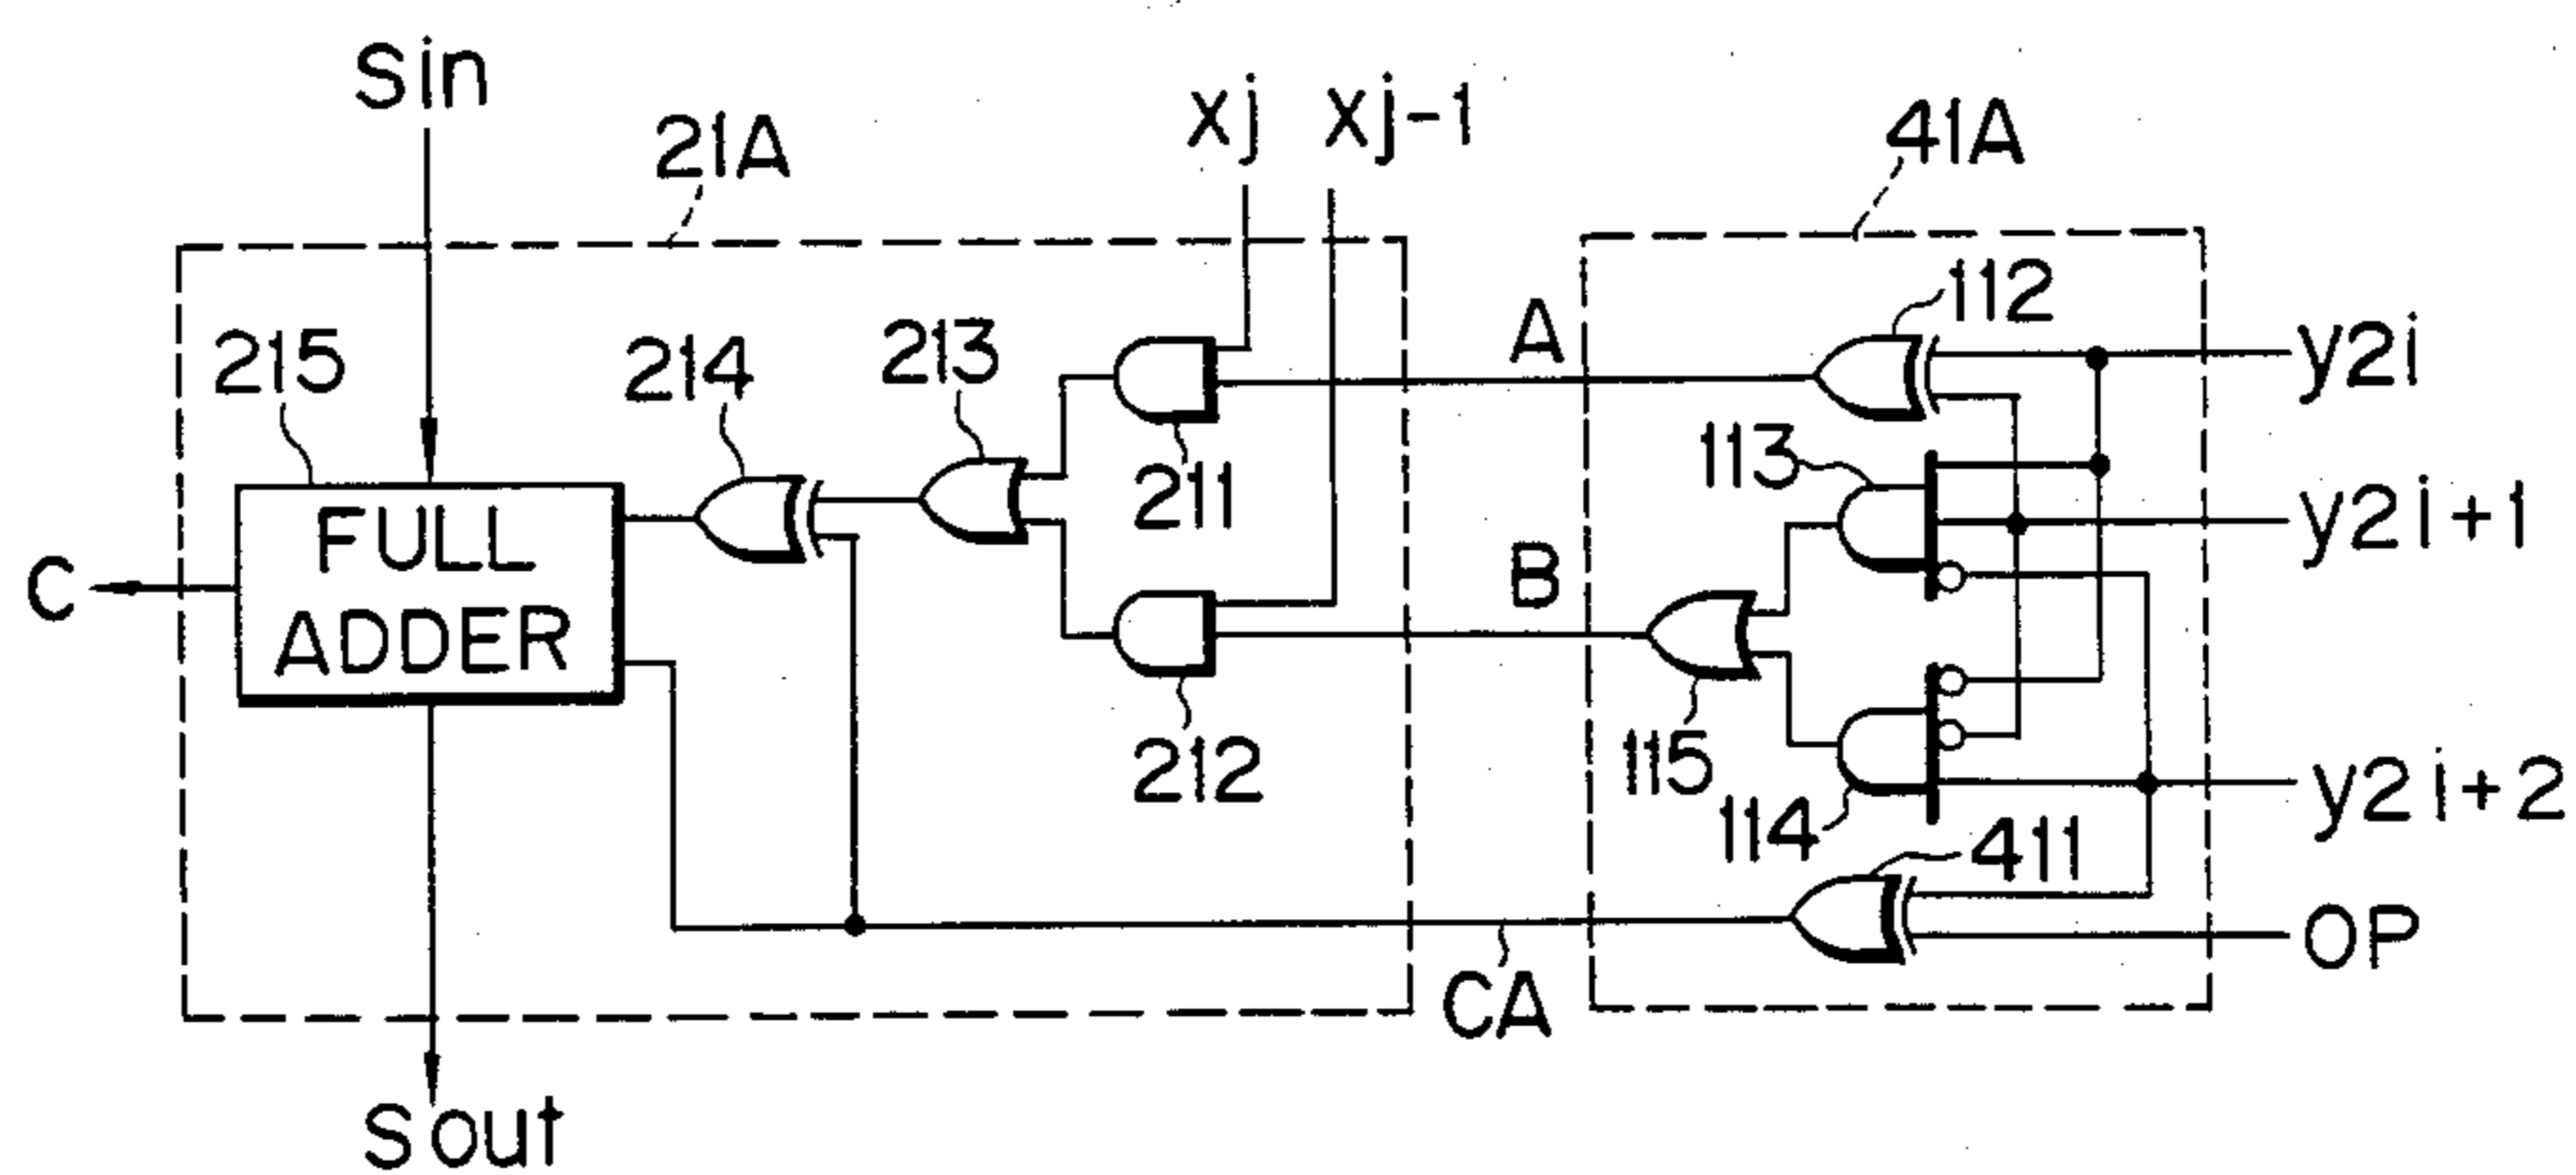 Sin
21A
xj
xj-1
41A
112
A
y2i
215
214
213
211
113
y2i+1
FULL
ADDER
C
B
212
115
114
y2i+2
411
OP
CA
Sout